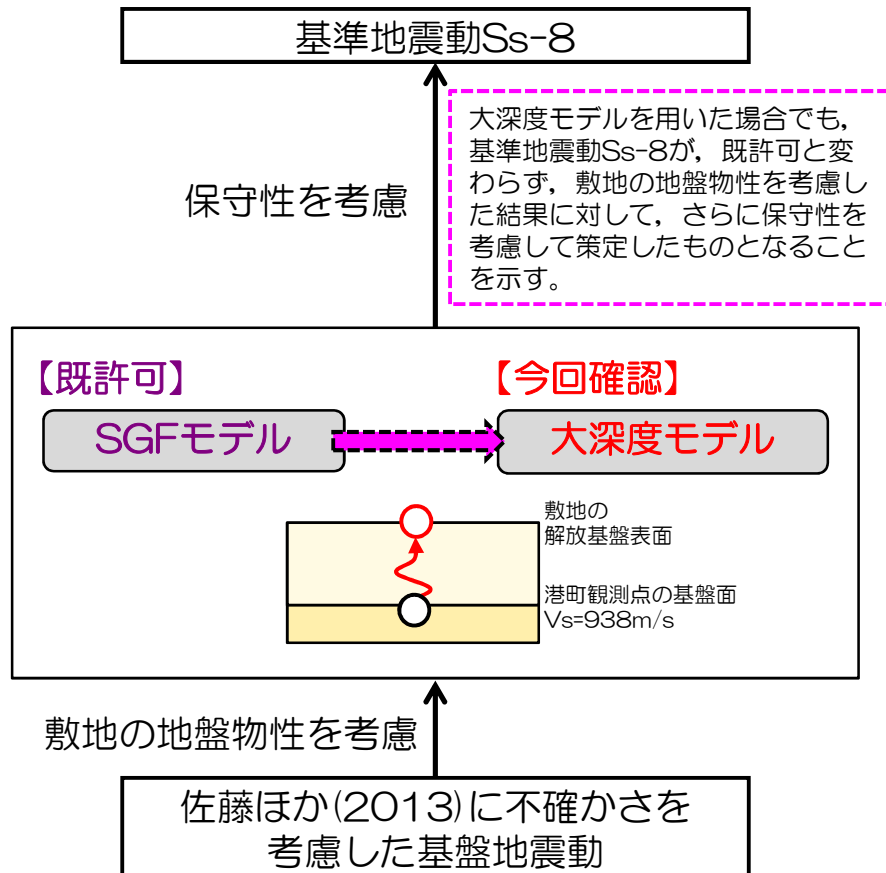 基準地震動Ss-8
大深度モデルを用いた場合でも，
基準地震動Ss-8が，既許可と変
わらず，敷地の地盤物性を考慮し
た結果に対して，さらに保守性を
考慮して策定したものとなること
を示す。
保守性を考慮
【既許可】
【今回確認】
SGFモデル
大深度モデル
敷地の
解放基盤表面
港町観測点の基盤面
Vs=938m/s
敷地の地盤物性を考慮
佐藤ほか(2013)に不確かさを
考慮した基盤地震動